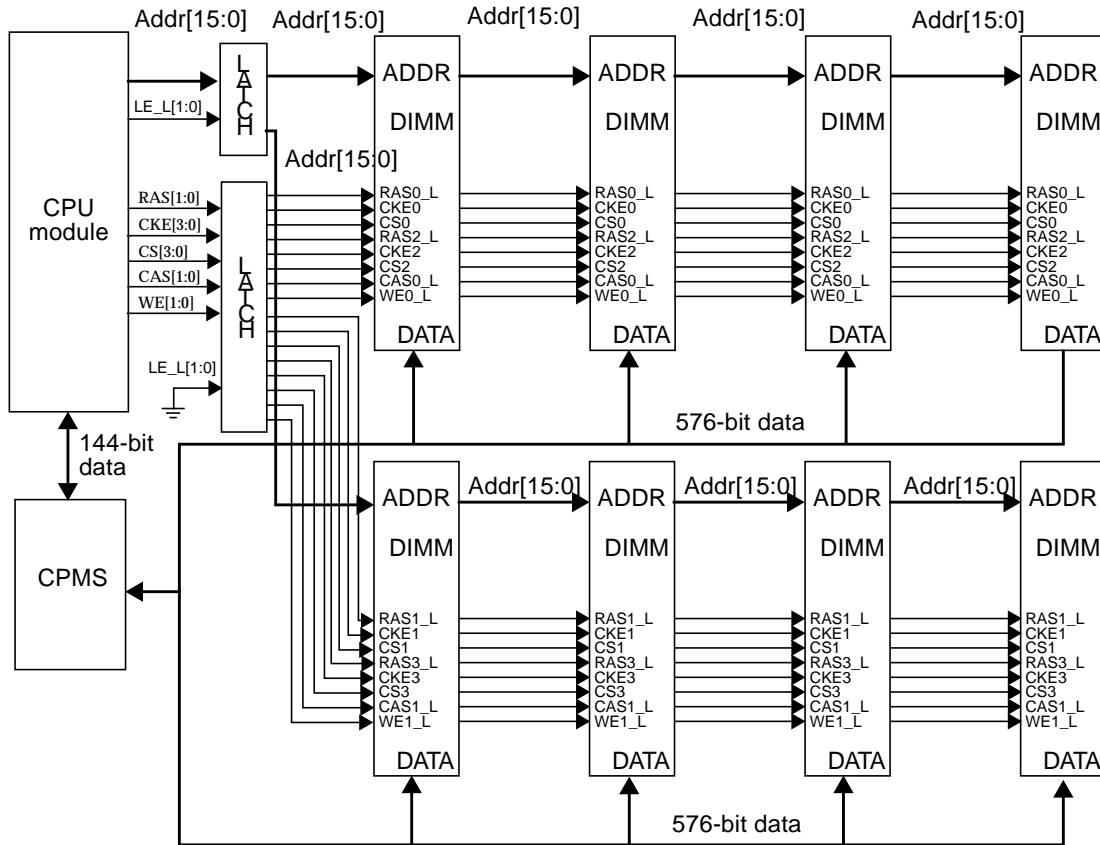 Addr[15:0] Addr[15:0] Addr[15:0] Addr[15:0] Addr[15:0]
LATCH
ADDR ADDR ADDR ADDR
LE_L[1:0]
DIMM DIMM DIMM DIMM
Addr[15:0]
CPU
module
RAS[1:0]
CKE[3:0]
CS[3:0]
CAS[1:0]
WE[1:0]
LATCH
LE_L[1:0]
RAS0_L RAS0_L RAS0_L RAS0_L
CKE0 CKE0 CKE0 CKE0
CS0 CS0 CS0 CS0
RAS2_L RAS2_L RAS2_L RAS2_L
CKE2 CKE2 CKE2 CKE2
CS2 CS2 CS2 CS2
CAS0_L CAS0_L CAS0_L CAS0_L
WE0_L WE0_L WE0_L WE0_L
DATA DATA DATA DATA
576-bit data
144-bit
data
CPMS
Addr[15:0] Addr[15:0] Addr[15:0]
ADDR ADDR ADDR ADDR
DIMM DIMM DIMM DIMM
RAS1_L RAS1_L RAS1_L RAS1_L
CKE1 CKE1 CKE1 CKE1
CS1 CS1 CS1 CS1
RAS3_L RAS3_L RAS3_L RAS3_L
CKE3 CKE3 CKE3 CKE3
CS3 CS3 CS3 CS3
CAS1_L CAS1_L CAS1_L CAS1_L
WE1_L WE1_L WE1_L WE1_L
DATA DATA DATA DATA
576-bit data